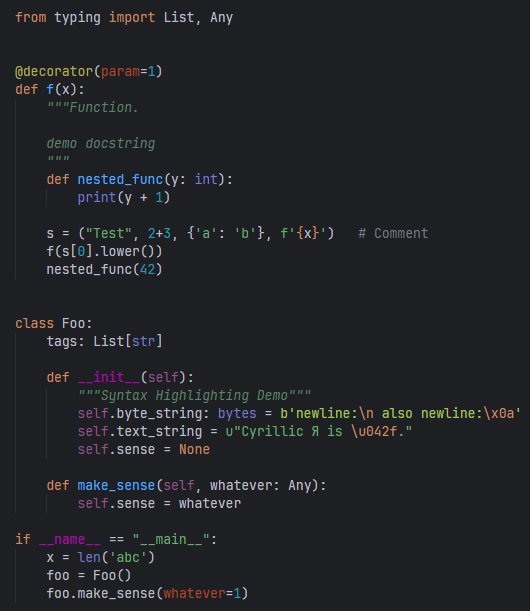 from typing import List, Any
@decorator(param=1)
def f(x):
    """Function.
    demo docstring
    """
    def nested_func(y: int):
        print(y + 1)
    s = ("Test", 2+3, {'a': 'b'}, f'{x}')   # Comment
    f(s[0].lower())
    nested_func(42)
class Foo:
    tags: List[str]
    def __init__(self):
        """Syntax Highlighting Demo"""
        self.byte_string: bytes = b'newline:\n also newline:\x0a'
        self.text_string = u"Cyrillic Я is \u042f."
        self.sense = None
    def make_sense(self, whatever: Any):
        self.sense = whatever
if __name__ == "__main__":
    x = len('abc')
    foo = Foo()
    foo.make_sense(whatever=1)